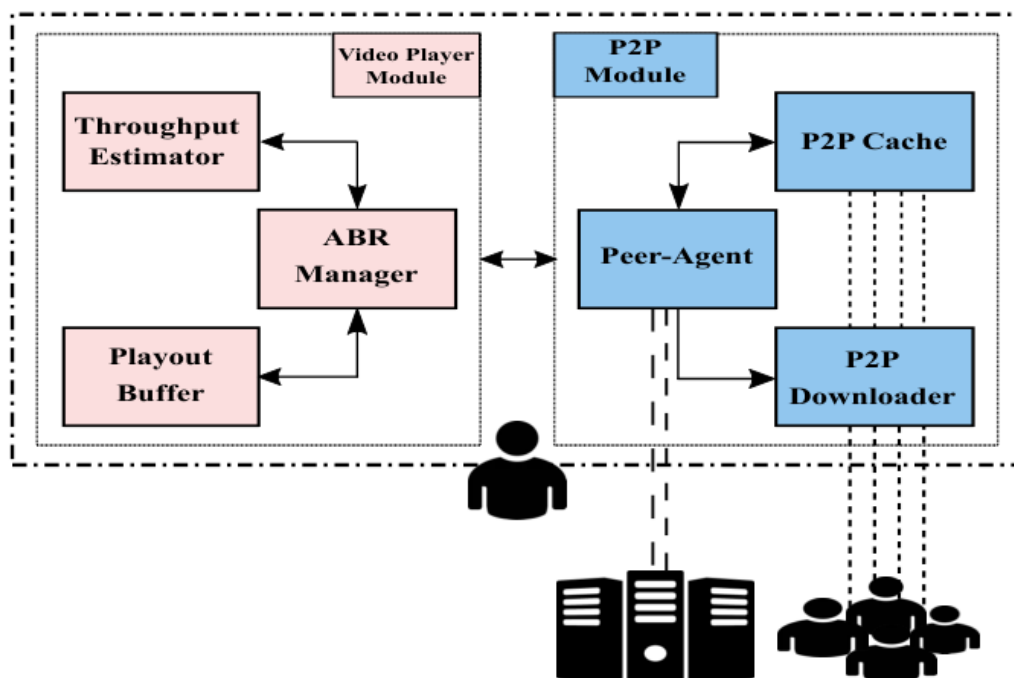 Video Player
Module
P2P
Module
Throughput
Estimator
P2P Cache
ABR
Manager
Peer-Agent
Playout
Buffer
P2P
Downloader